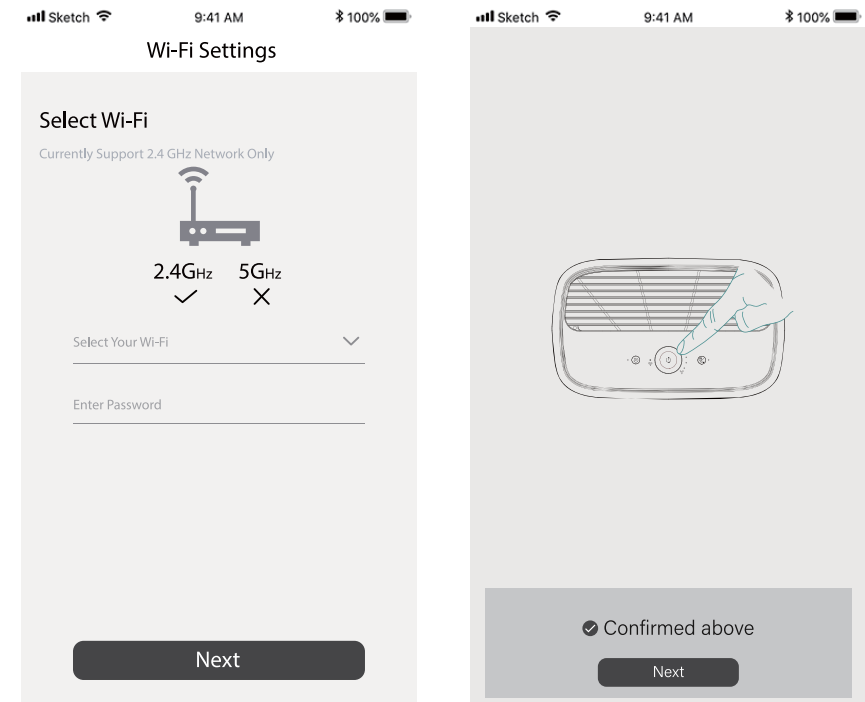 Sketch
9:41 AM
100%
Wi-Fi Settings
Select Wi-Fi
Currently Support 2.4 GHz Network Only
2.4GHz 5GHz
Select Your Wi-Fi
Enter Password
Next
Sketch
9:41 AM
100%
Confirmed above
Next